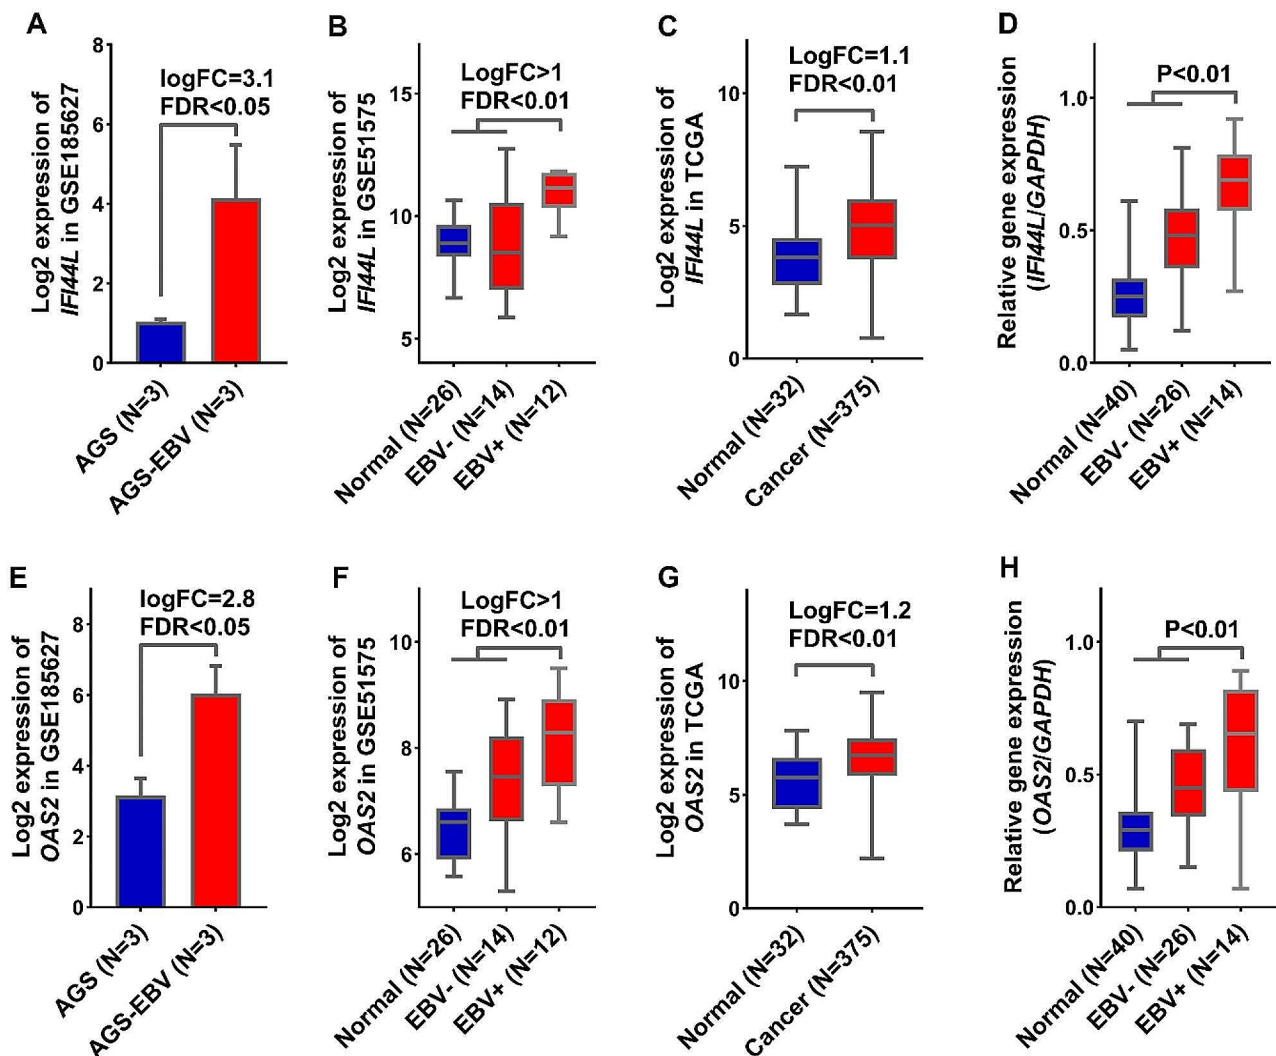 A
Log2 expression of
IFI44L in GSE185627
8
6
4
2
0
logFC=3.1
FDR<0.05
AGS (N=3)
AGS-EBV (N=3)
B
Log2 expression of
IFI44L in GSE51575
15
10
5
LogFC>1
FDR<0.01
Normal (N=26)
EBV- (N=14)
EBV+ (N=12)
C
Log2 expression of
IFI44L in TCGA
10
5
0
LogFC=1.1
FDR<0.01
Normal (N=32)
Cancer (N=375)
D
Relative gene expression
(IFI44L/GAPDH)
1.0
0.5
0.0
P<0.01
Normal (N=40)
EBV- (N=26)
EBV+ (N=14)
E
Log2 expression of
OAS2 in GSE185627
8
6
4
2
0
logFC=2.8
FDR<0.05
AGS (N=3)
AGS-EBV (N=3)
F
Log2 expression of
OAS2 in GSE51575
10
8
6
LogFC>1
FDR<0.01
Normal (N=26)
EBV- (N=14)
EBV+ (N=12)
G
Log2 expression of
OAS2 in TCGA
10
5
0
LogFC=1.2
FDR<0.01
Normal (N=32)
Cancer (N=375)
H
Relative gene expression
(OAS2/GAPDH)
1.0
0.5
0.0
P<0.01
Normal (N=40)
EBV- (N=26)
EBV+ (N=14)